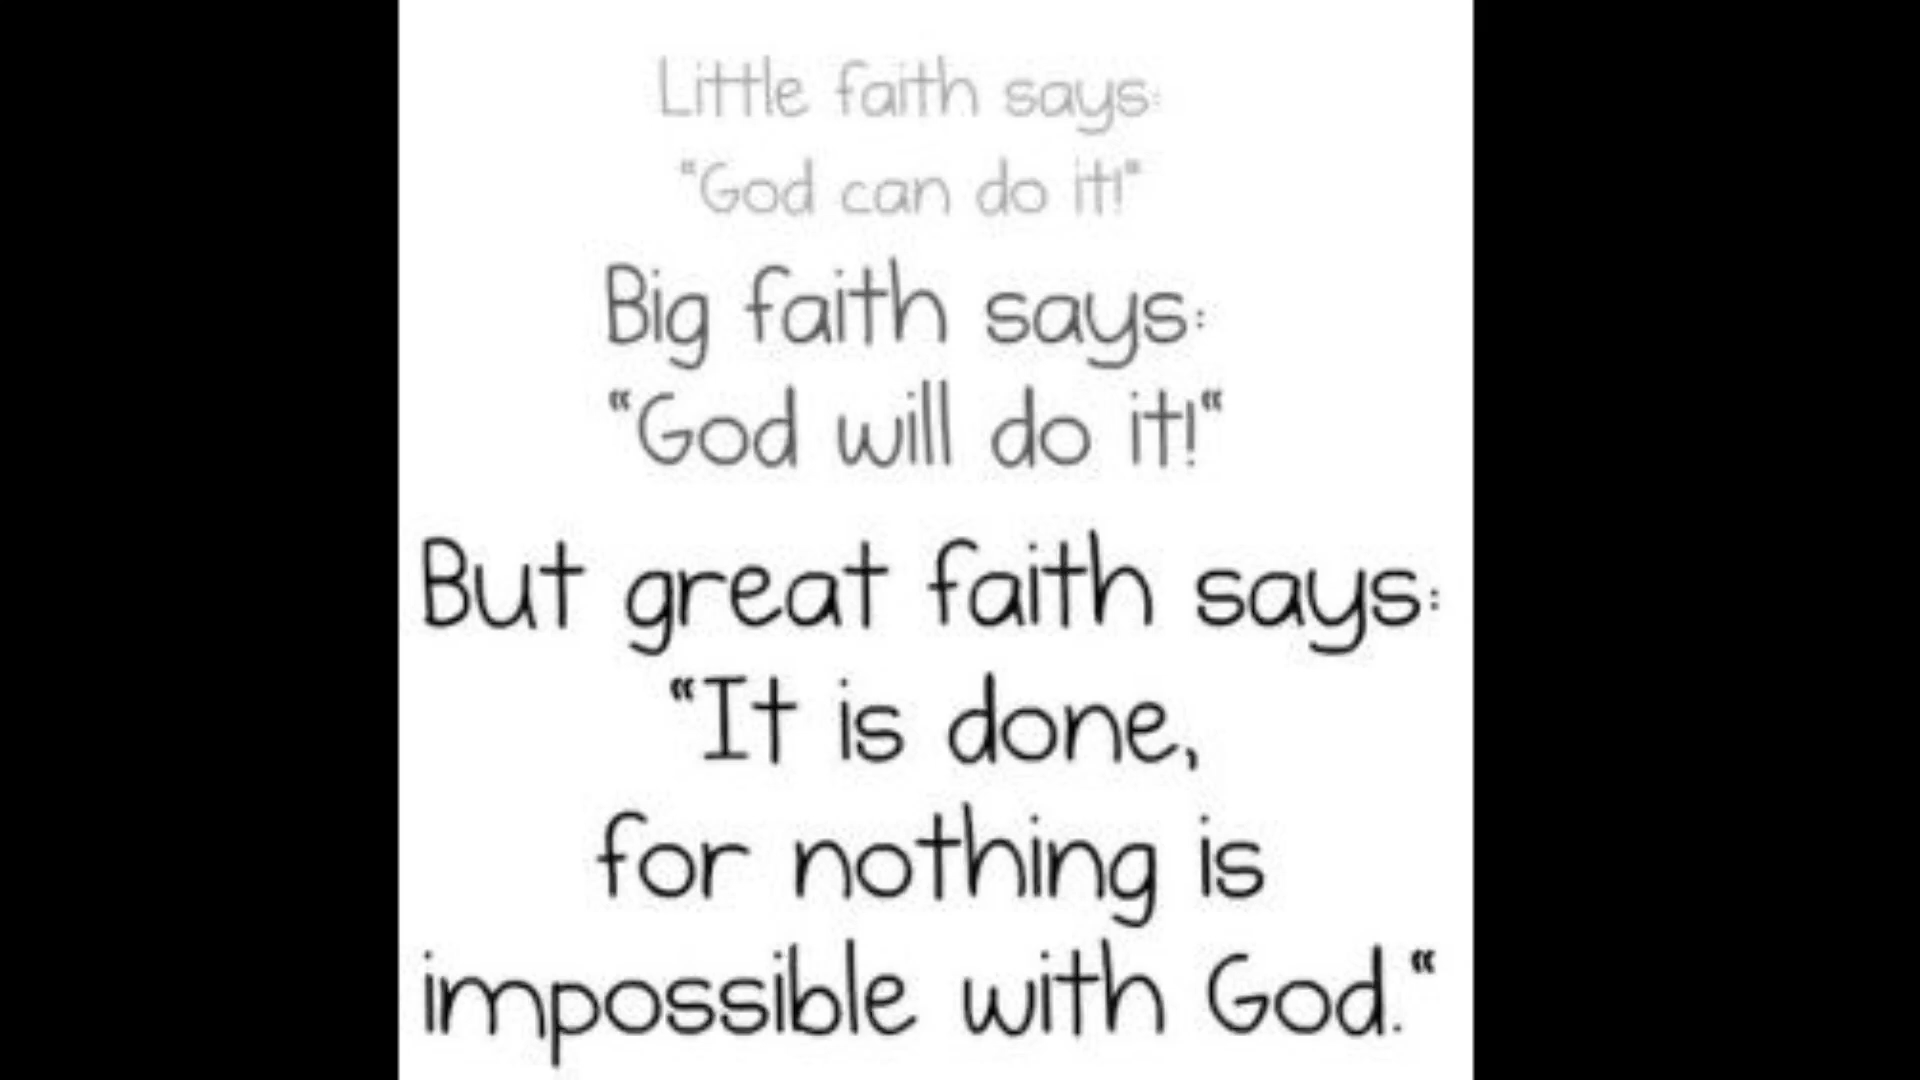 Little faith says:
"God can do it!"
Big faith says:
“God will do it!“
But great faith says:
“It is done,
for nothing is
impossible with God.“